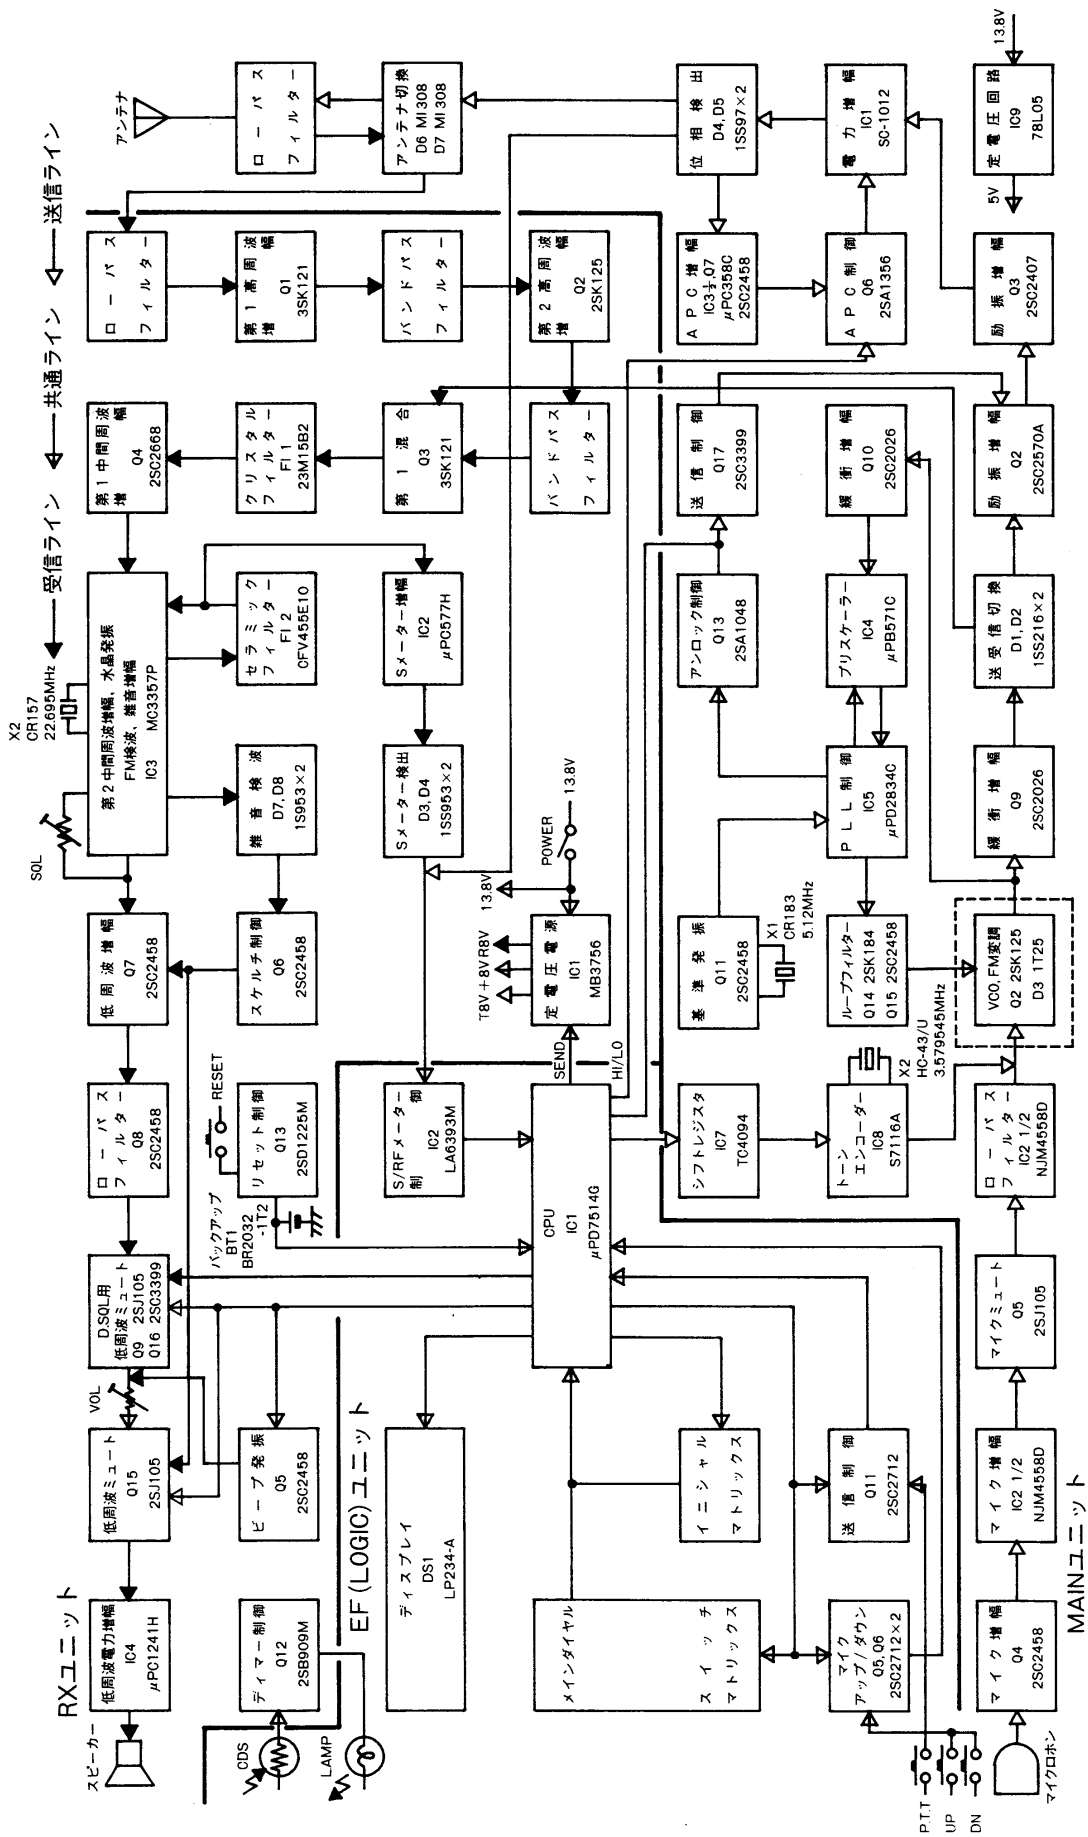 RXユニット
受信ライン
共通ライン
送信ライン
アンテナ
スピーカー
低周波電力増幅
IC4
μPC1241H
低周波ミュート
Q15
2SJ105
VOL
D.SQL用
低周波ミュート
Q9 2SJ105
Q16 2SC3399
ローパス
フィルター
Q8
2SC2458
低周波増幅
Q7
2SC2458
SQL
X2
CR157
22.695MHz
第2中間周波増幅、水晶発振
FM検波、雑音増幅
IC3 MC3357P
第1中間周波
増幅
Q4
2SC2668
ローパス
フィルター
ローパス
フィルター
CDS
ディマー制御
Q12
2SB909M
LAMP
ビープ発振
Q5
2SC2458
バックアップ
BT1
BR2032
-1T2
RESET
リセット制御
Q13
2SD1225M
スケルチ制御
Q6
2SC2458
雑音検波
D7, D8
1S953×2
セラミック
フィルター
FI 2
CFV455E10
クリスタル
フィルター
FI 1
23M15B2
第1高周波
増幅
Q1
3SK121
EF(LOGIC)ユニット
ディスプレイ
DS1
LP234-A
S/RFメーター
制御
IC2
LA6393M
Sメーター検出
D3, D4
1SS953×2
Sメーター増幅
IC2
μPC577H
第1混合
Q3
3SK121
バンドパス
フィルター
アンテナ切換
D6 MI308
D7 MI308
メインダイヤル
スイッチ
マトリックス
CPU
IC1
μPD7514G
SEND
HI/LO
T8V +8V R8V
13.8V
定電圧電源
IC1
MB3756
POWER
13.8V
バンドパス
フィルター
第2高周波
増幅
Q2
2SK125
イニシャル
マトリックス
シフトレジスタ
IC7
TC4094
基準発振
Q11
2SC2458
X1
CR183
5.12MHz
アンロック制御
Q13
2SA1048
送信制御
Q17
2SC3399
APC増幅
IC3½,Q7
μPC358C
2SC2458
位相検出
D4, D5
1SS97×2
マイク
アップ/ダウン
Q5, Q6
2SC2712×2
送信制御
Q11
2SC2712
トーン
エンコーダー
IC8
S7116A
X2
HC-43/U
3.579545MHz
ループフィルター
Q14 2SK184
Q15 2SC2458
PLL制御
IC5
μPD2834C
プリスケーラー
IC4
μPB571C
緩衝増幅
Q10
2SC2026
APC制御
Q6
2SA1356
電力増幅
IC1
SC-1012
P.T.T
UP
DN
マイクロホン
マイク増幅
Q4
2SC2458
マイク増幅
IC2 1/2
NJM4558D
マイクミュート
Q5
2SJ105
ローパス
フィルター
IC2 1/2
NJM4558D
VCO, FM変調
Q2 2SK125
D3 1T25
緩衝増幅
Q9
2SC2026
送受信切換
D1, D2
1SS216×2
励振増幅
Q2
2SC2570A
励振増幅
Q3
2SC2407
5V
定電圧回路
IC9
78L05
13.8V
MAINユニット